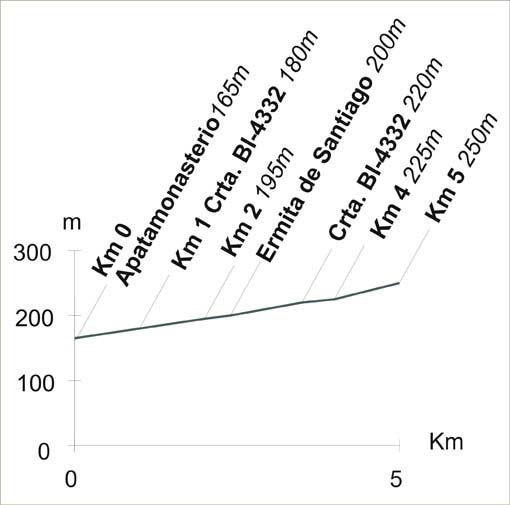 Km 0
Apatamonasterio 165m
Km 1 Crta. BI-4332 180m
Km 2 195m
Ermita de Santiago 200m
Crta. BI-4332 220m
Km 4 225m
Km 5 250m
m
300
200
100
0
Km
0
5